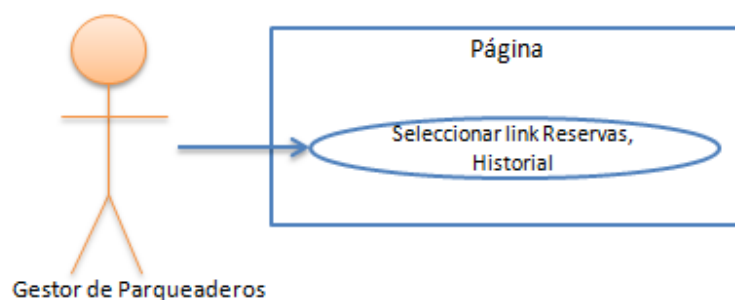 Página
Seleccionar link Reservas,
Historial
Gestor de Parqueaderos